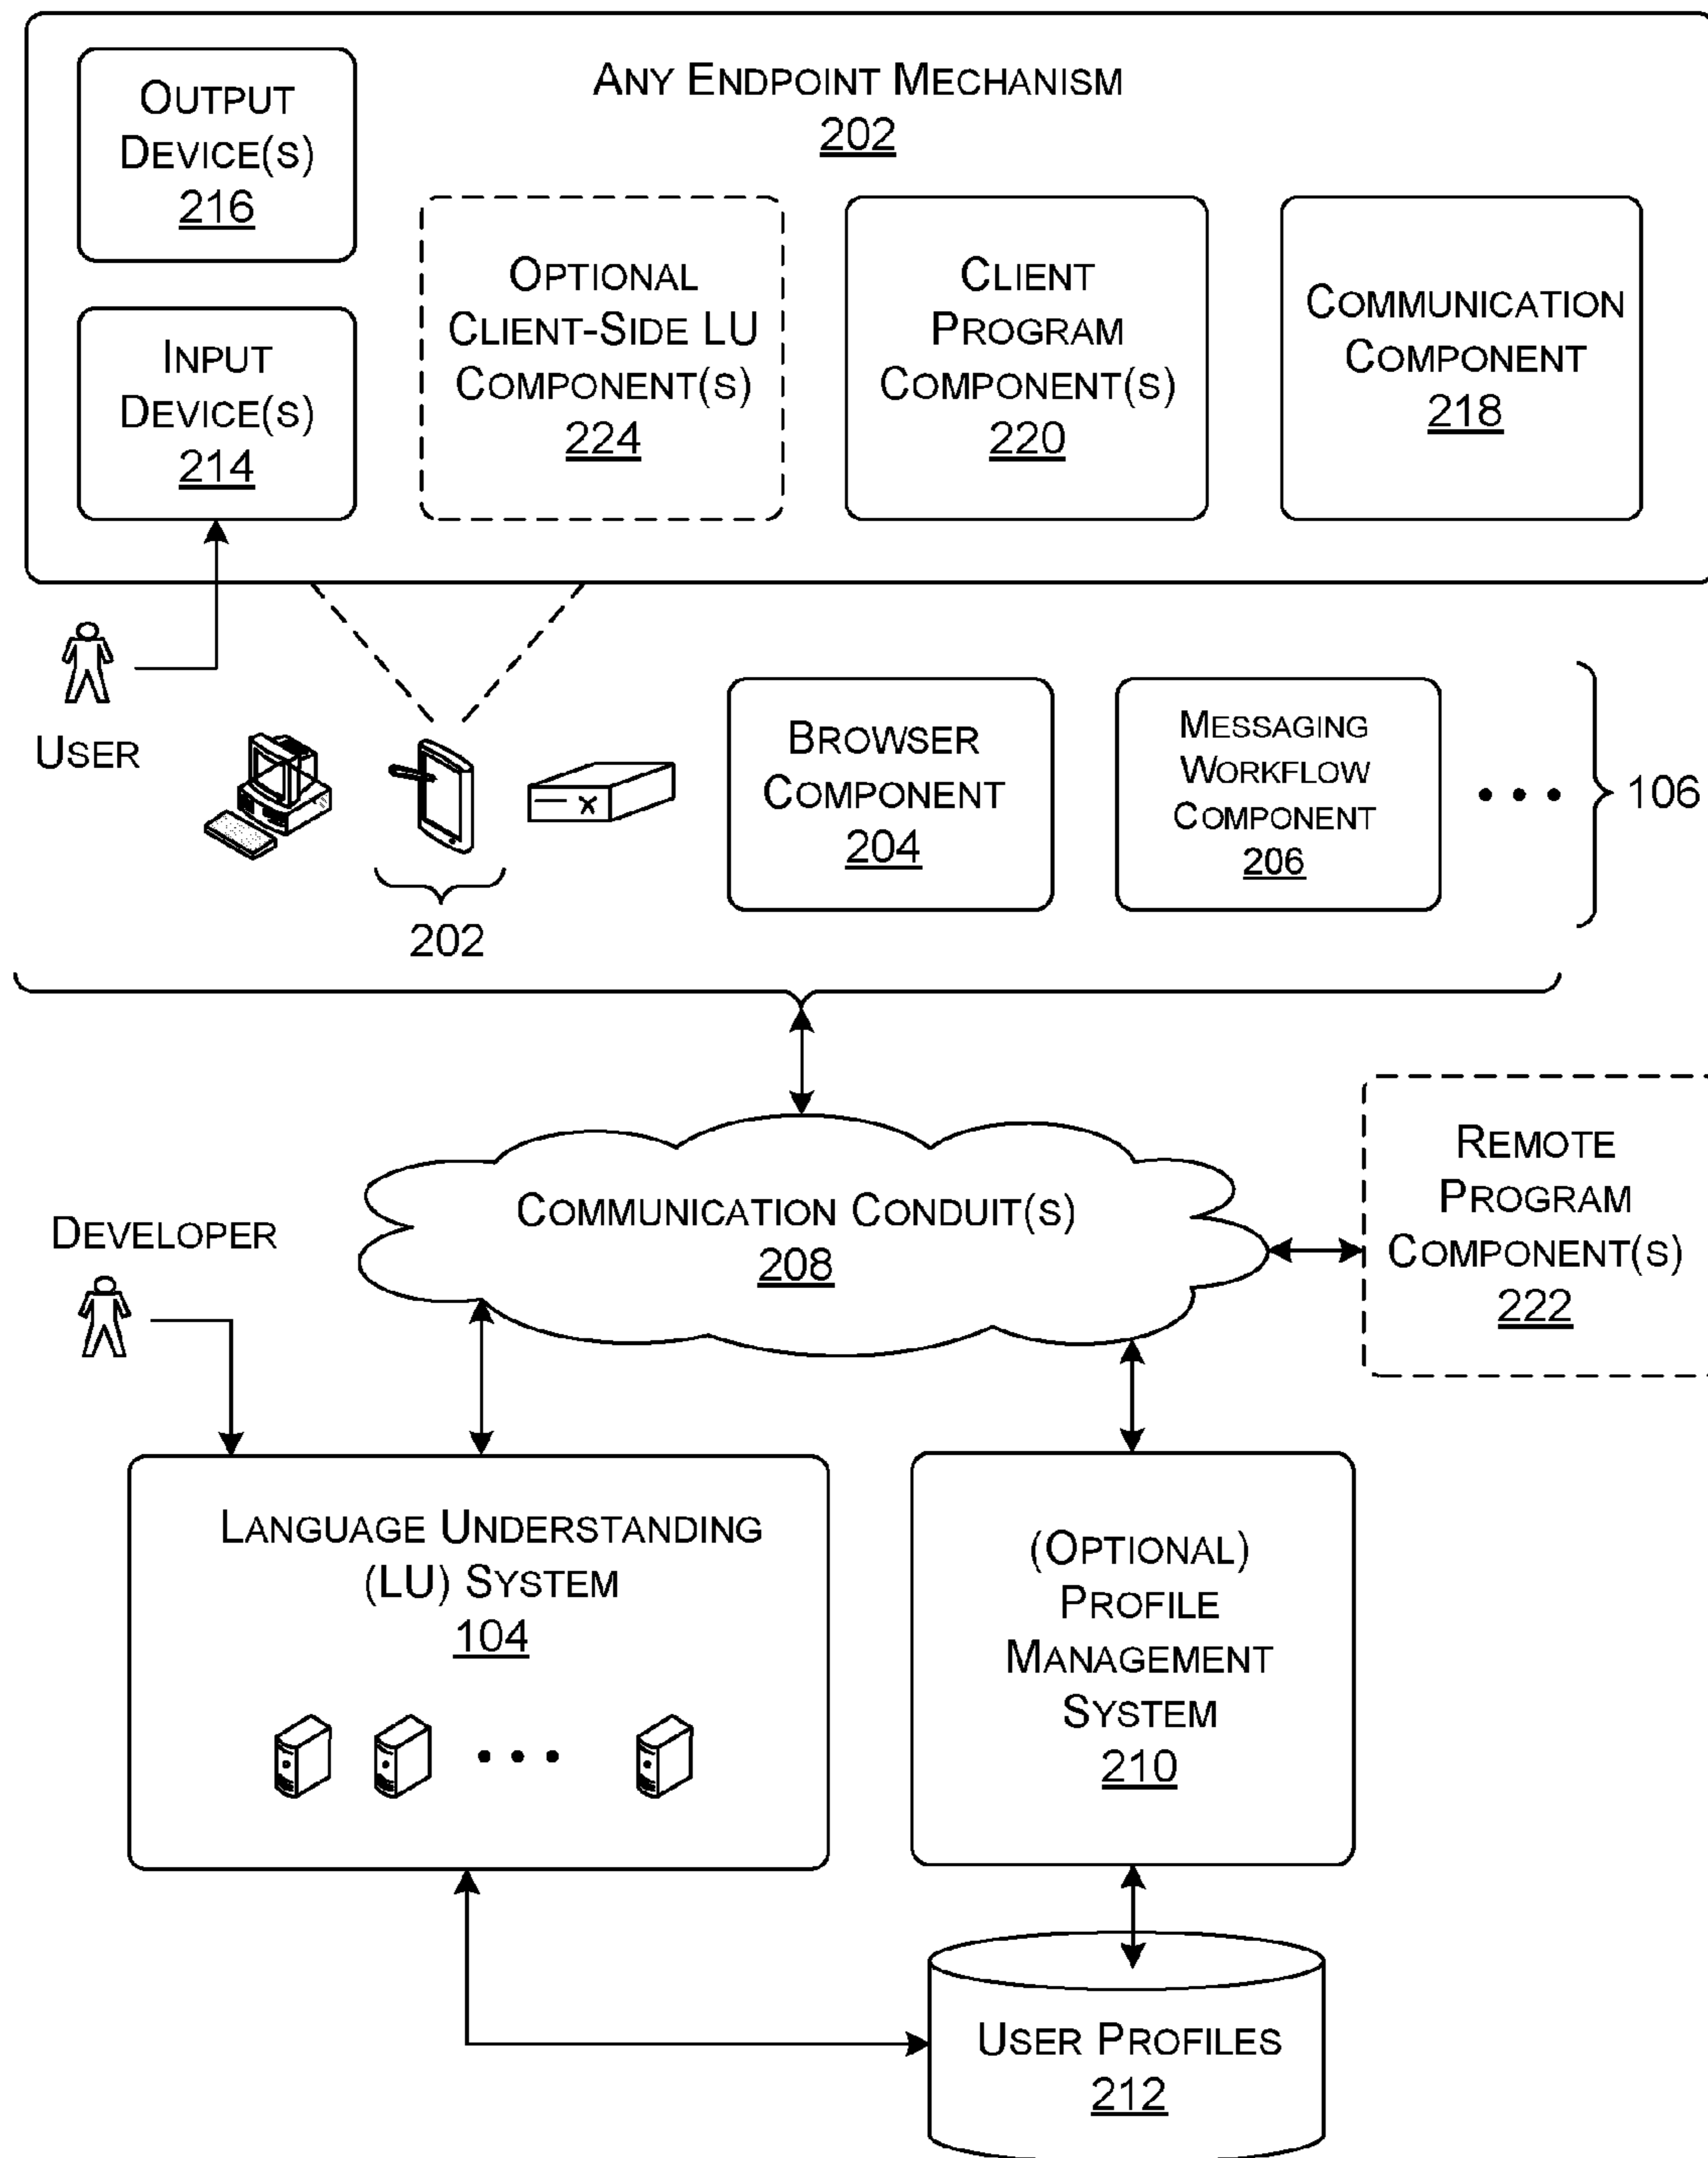 ANY ENDPOINT MECHANISM
202
OUTPUT
DEVICE(S)
216
INPUT
DEVICE(S)
214
OPTIONAL
CLIENT-SIDE LU
COMPONENT(S)
224
CLIENT
PROGRAM
COMPONENT(S)
220
COMMUNICATION
COMPONENT
218
USER
202
BROWSER
COMPONENT
204
MESSAGING
WORKFLOW
COMPONENT
206
106
COMMUNICATION CONDUIT(S)
208
REMOTE
PROGRAM
COMPONENT(S)
222
DEVELOPER
LANGUAGE UNDERSTANDING
(LU) SYSTEM
104
(OPTIONAL)
PROFILE
MANAGEMENT
SYSTEM
210
USER PROFILES
212